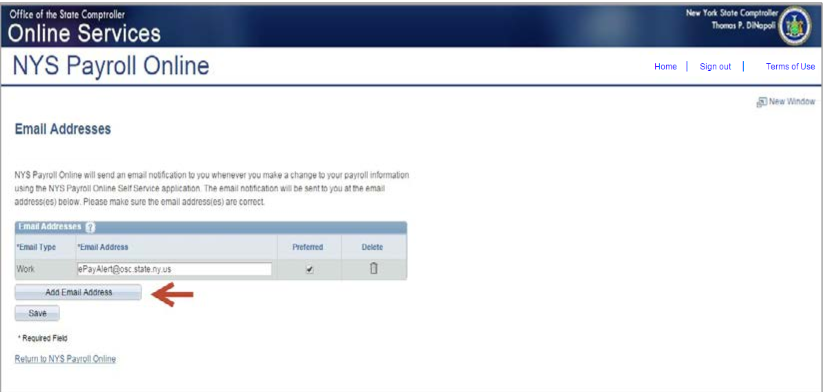 Office of the State Comptroller
Online Services
New York State Comptroller
Thomas P. DiNapoli
NYS Payroll Online
Home | Sign out | Terms of Use
New Window
Email Addresses
NYS Payroll Online will send an email notification to you whenever you make a change to your payroll information
using the NYS Payroll Online Self Service application. The email notification will be sent to you at the email
address(es) below. Please make sure the email address(es) are correct.
Email Addresses ?
*Email Type *Email Address Preferred Delete
Work ePayAlert@osc.state.ny.us
Add Email Address
Save
* Required Field
Return to NYS Payroll Online